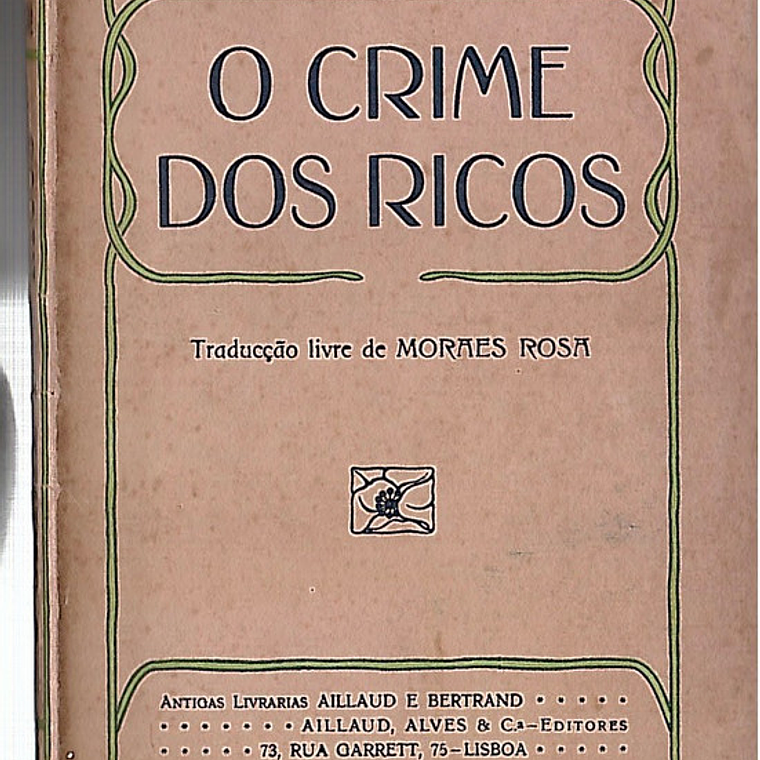 O CRIME
DOS RICOS
Traducção livre de MORAES ROSA
ANTIGAS LIVRARIAS AILLAUD E BERTRAND • • • • •
• • • • • • • AILLAUD, ALVES & C.ª—EDITORES
• • • • • 73, RUA GARRETT, 75—LISBOA • • • • •